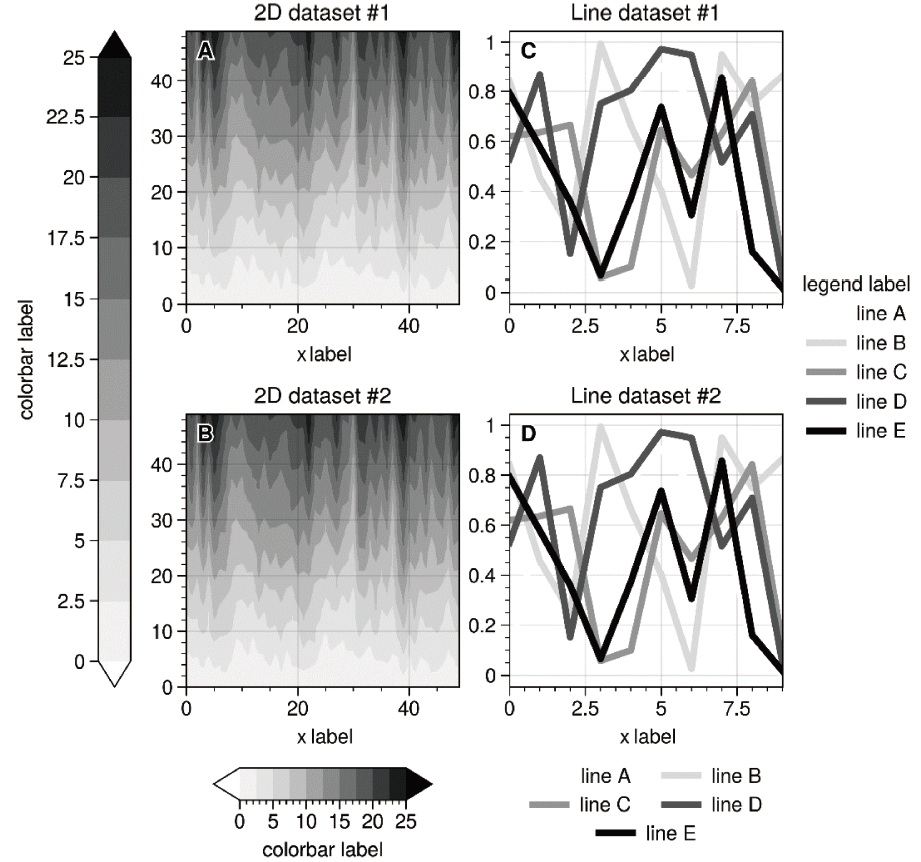 2D dataset #1
Line dataset #1
A
C
25
22.5
20
17.5
15
12.5
10
7.5
5
2.5
0
colorbar label
40
30
20
10
0
0 20 40
x label
1
0.8
0.6
0.4
0.2
0
0 2.5 5 7.5
x label
legend label
line A
line B
line C
line D
line E
2D dataset #2
Line dataset #2
B
D
40
30
20
10
0
0 20 40
x label
1
0.8
0.6
0.4
0.2
0
0 2.5 5 7.5
x label
0 5 10 15 20 25
colorbar label
line A line B
line C line D
line E